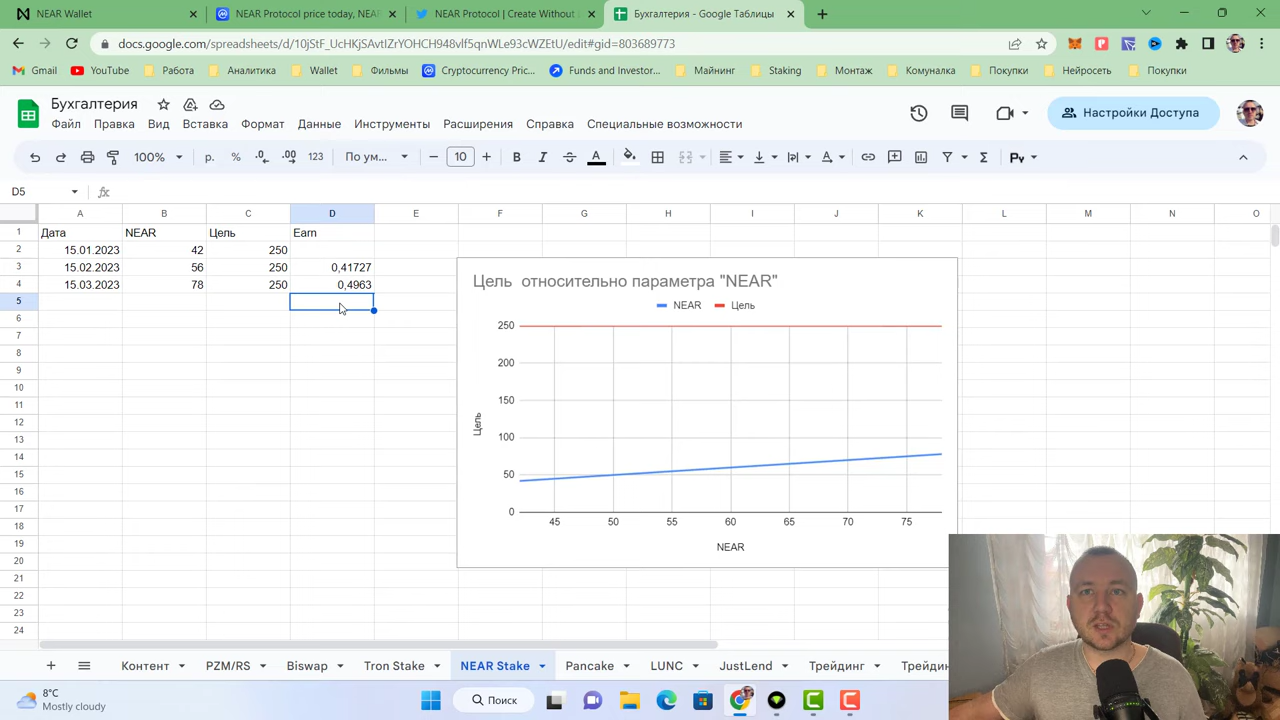 NEAR Wallet
NEAR Protocol price today, NEA
NEAR Protocol | Create Without
Бухгалтерия - Google Таблицы
docs.google.com/spreadsheets/d/10jStF_UcHKjSAvtIZrYOHCH948vlf5qnWLe93cWZEtU/edit#gid=803689773
Gmail YouTube Работа Аналитика Wallet Фильмы Cryptocurrency Pric... Funds and Investor... Майнинг Staking Монтаж Комуналка Покупки Нейросеть Покупки
Бухгалтерия
Файл Правка Вид Вставка Формат Данные Инструменты Расширения Справка Специальные возможности
Настройки Доступа
100% р. % .0 .00 123 По ум... 10
D5
A B C D E F G H I J K L M N O
1 Дата NEAR Цель Earn
2 15.01.2023 42 250
3 15.02.2023 56 250 0,41727
4 15.03.2023 78 250 0,4963
5
6
7
8
9
10
11
12
13
14
15
16
17
18
19
20
21
22
23
24
Цель относительно параметра "NEAR"
NEAR Цель
250
200
150
100
50
0
Цель
45 50 55 60 65 70 75
NEAR
Контент PZM/RS Biswap Tron Stake NEAR Stake Pancake LUNC JustLend Трейдинг Трейдин
8°C
Mostly cloudy
Поиск